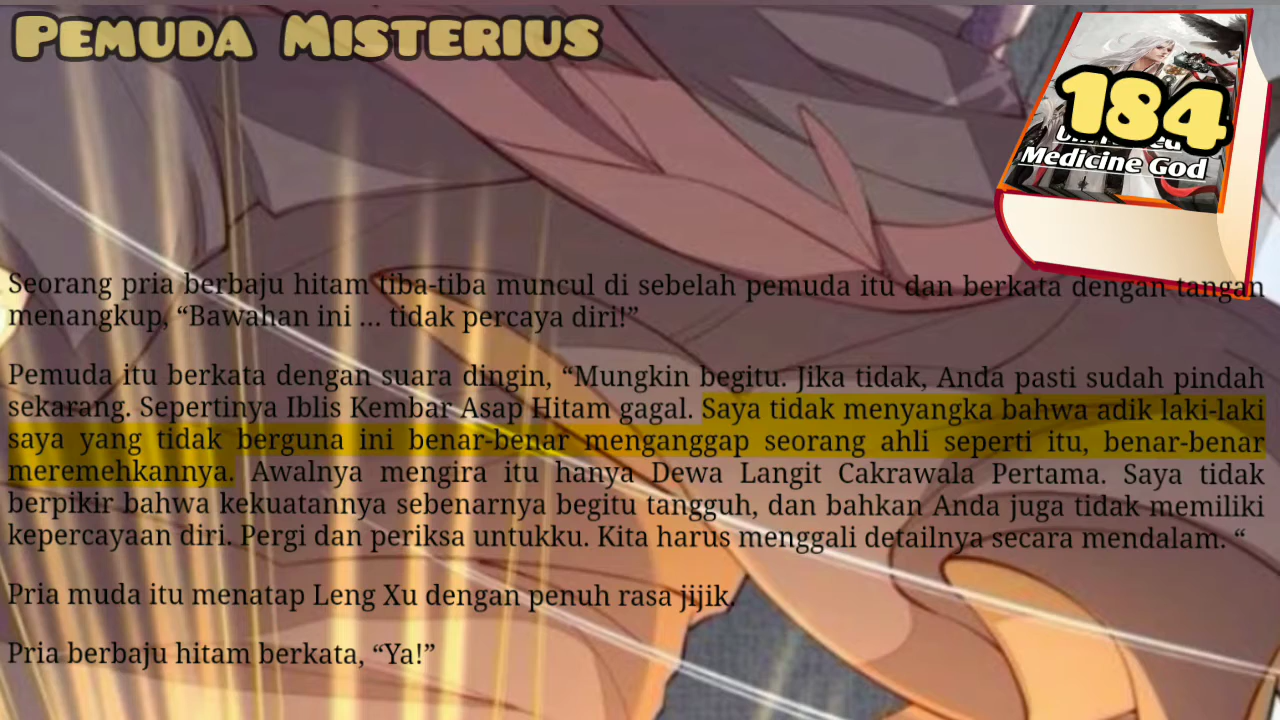 Pemuda Misterius
184
Medicine God
Seorang pria berbaju hitam tiba-tiba muncul di sebelah pemuda itu dan berkata dengan tangan
menangkup, “Bawahan ini ... tidak percaya diri!”
Pemuda itu berkata dengan suara dingin, “Mungkin begitu. Jika tidak, Anda pasti sudah pindah
sekarang. Sepertinya Iblis Kembar Asap Hitam gagal. Saya tidak menyangka bahwa adik laki-laki
saya yang tidak berguna ini benar-benar menganggap seorang ahli seperti itu, benar-benar
meremehkannya. Awalnya mengira itu hanya Dewa Langit Cakrawala Pertama. Saya tidak
berpikir bahwa kekuatannya sebenarnya begitu tangguh, dan bahkan Anda juga tidak memiliki
kepercayaan diri. Pergi dan periksa untukku. Kita harus menggali detailnya secara mendalam. “
Pria muda itu menatap Leng Xu dengan penuh rasa jijik.
Pria berbaju hitam berkata, “Ya!”